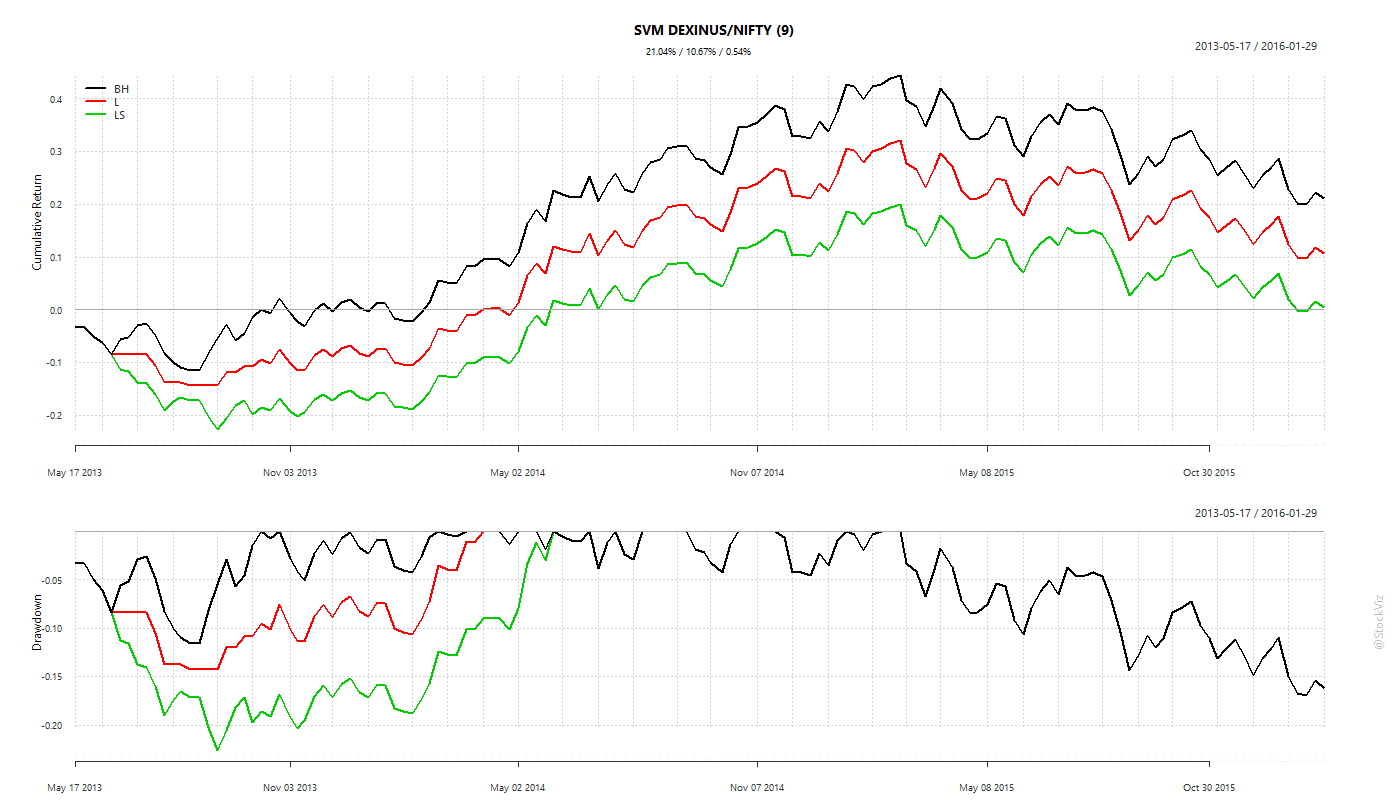 SVM DEXINUS/NIFTY (9)
21.04% / 10.67% / 0.54%
2013-05-17 / 2016-01-29
BH
L
LS
Cumulative Return
0.4
0.3
0.2
0.1
0.0
-0.1
-0.2
May 17 2013 Nov 03 2013 May 02 2014 Nov 07 2014 May 08 2015 Oct 30 2015
2013-05-17 / 2016-01-29
Drawdown
-0.05
-0.10
-0.15
-0.20
May 17 2013 Nov 03 2013 May 02 2014 Nov 07 2014 May 08 2015 Oct 30 2015
@StockViz